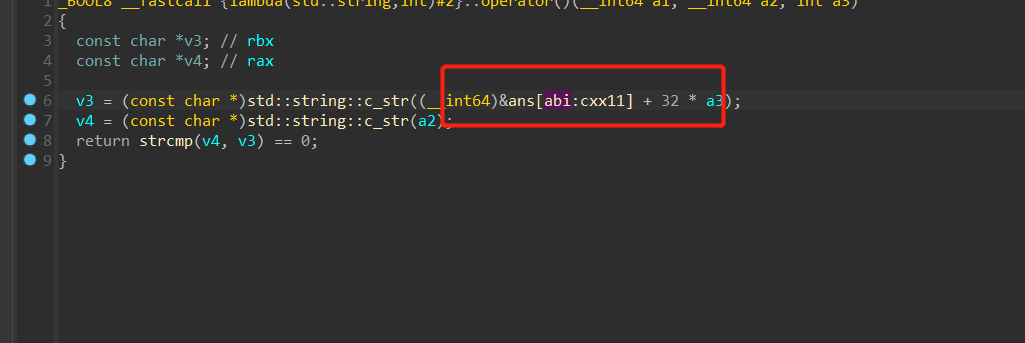 1 _BOOL8 __fastcall {lambda(std::string,int)#2}::operator()(__int64 a1, __int64 a2, int a3)
2 {
3 const char *v3; // rbx
4 const char *v4; // rax
5
6 v3 = (const char *)std::string::c_str((__int64)&ans[abi:cxx11] + 32 * a3);
7 v4 = (const char *)std::string::c_str(a2);
8 return strcmp(v4, v3) == 0;
9 }